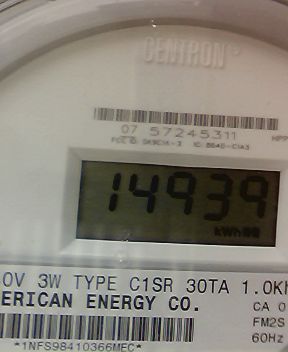 CENTRON
07 57245311
14939
kWh
0V 3W TYPE C1SR 30TA 1.0Kh
ERICAN ENERGY CO.
CA 0
FM2S
60Hz
*1NFS98410366MEC*